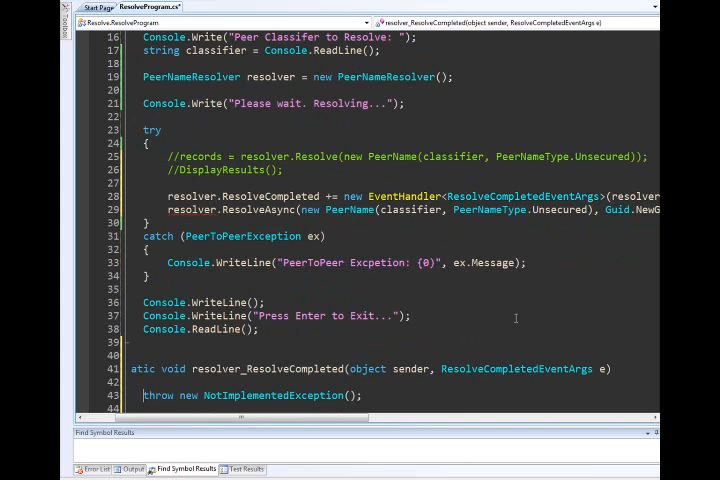 Start Page
ResolveProgram.cs*
Toolbox
Resolve.ResolveProgram
resolver_ResolveCompleted(object sender, ResolveCompletedEventArgs e)
16 Console.Write("Peer Classifer to Resolve: ");
17 string classifier = Console.ReadLine();
18
19 PeerNameResolver resolver = new PeerNameResolver();
20
21 Console.Write("Please wait. Resolving...");
22
23 try
24 {
25 //records = resolver.Resolve(new PeerName(classifier, PeerNameType.Unsecured));
26 //DisplayResults();
27
28 resolver.ResolveCompleted += new EventHandler<ResolveCompletedEventArgs>(resolver
29 resolver.ResolveAsync(new PeerName(classifier, PeerNameType.Unsecured), Guid.NewG
30 }
31 catch (PeerToPeerException ex)
32 {
33 Console.WriteLine("PeerToPeer Excpetion: {0}", ex.Message);
34 }
35
36 Console.WriteLine();
37 Console.WriteLine("Press Enter to Exit...");
38 Console.ReadLine();
39
40
41 atic void resolver_ResolveCompleted(object sender, ResolveCompletedEventArgs e)
42
43 throw new NotImplementedException();
44
Find Symbol Results
Error List
Output
Find Symbol Results
Test Results